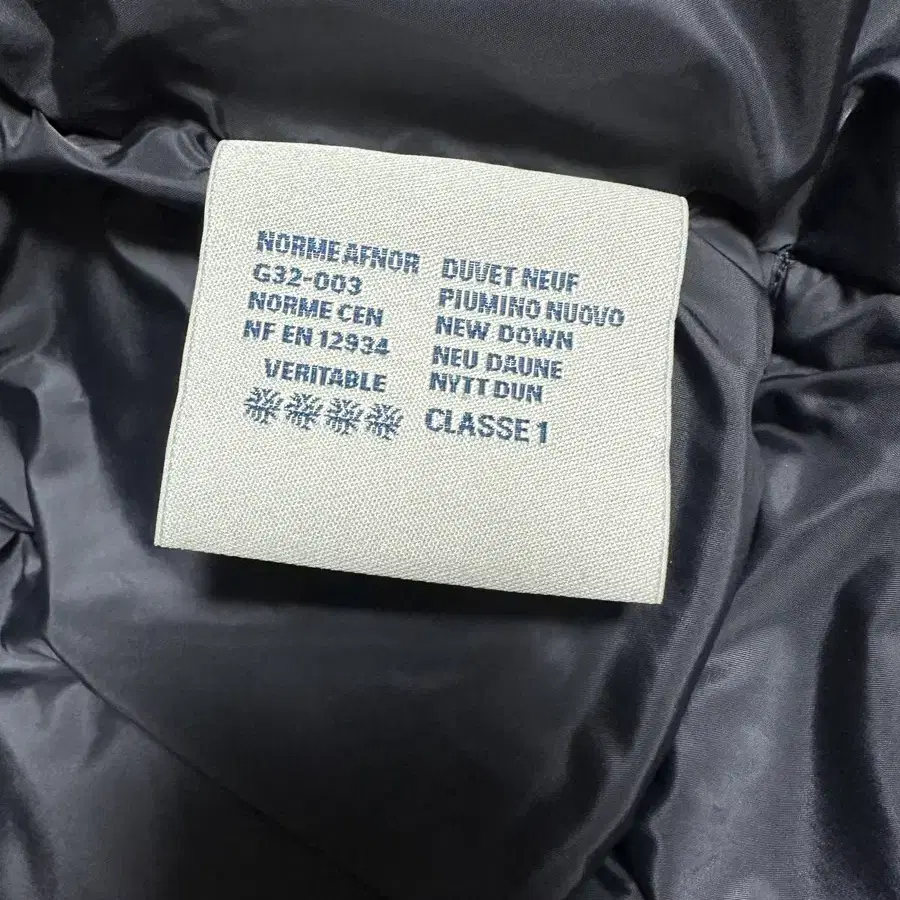 NORME AFNOR
G32-003
NORME CEN
NF EN 12934
VERITABLE
DUVET NEUF
PIUMINO NUOVO
NEW DOWN
NEU DAUNE
NYTT DUN
CLASSE 1